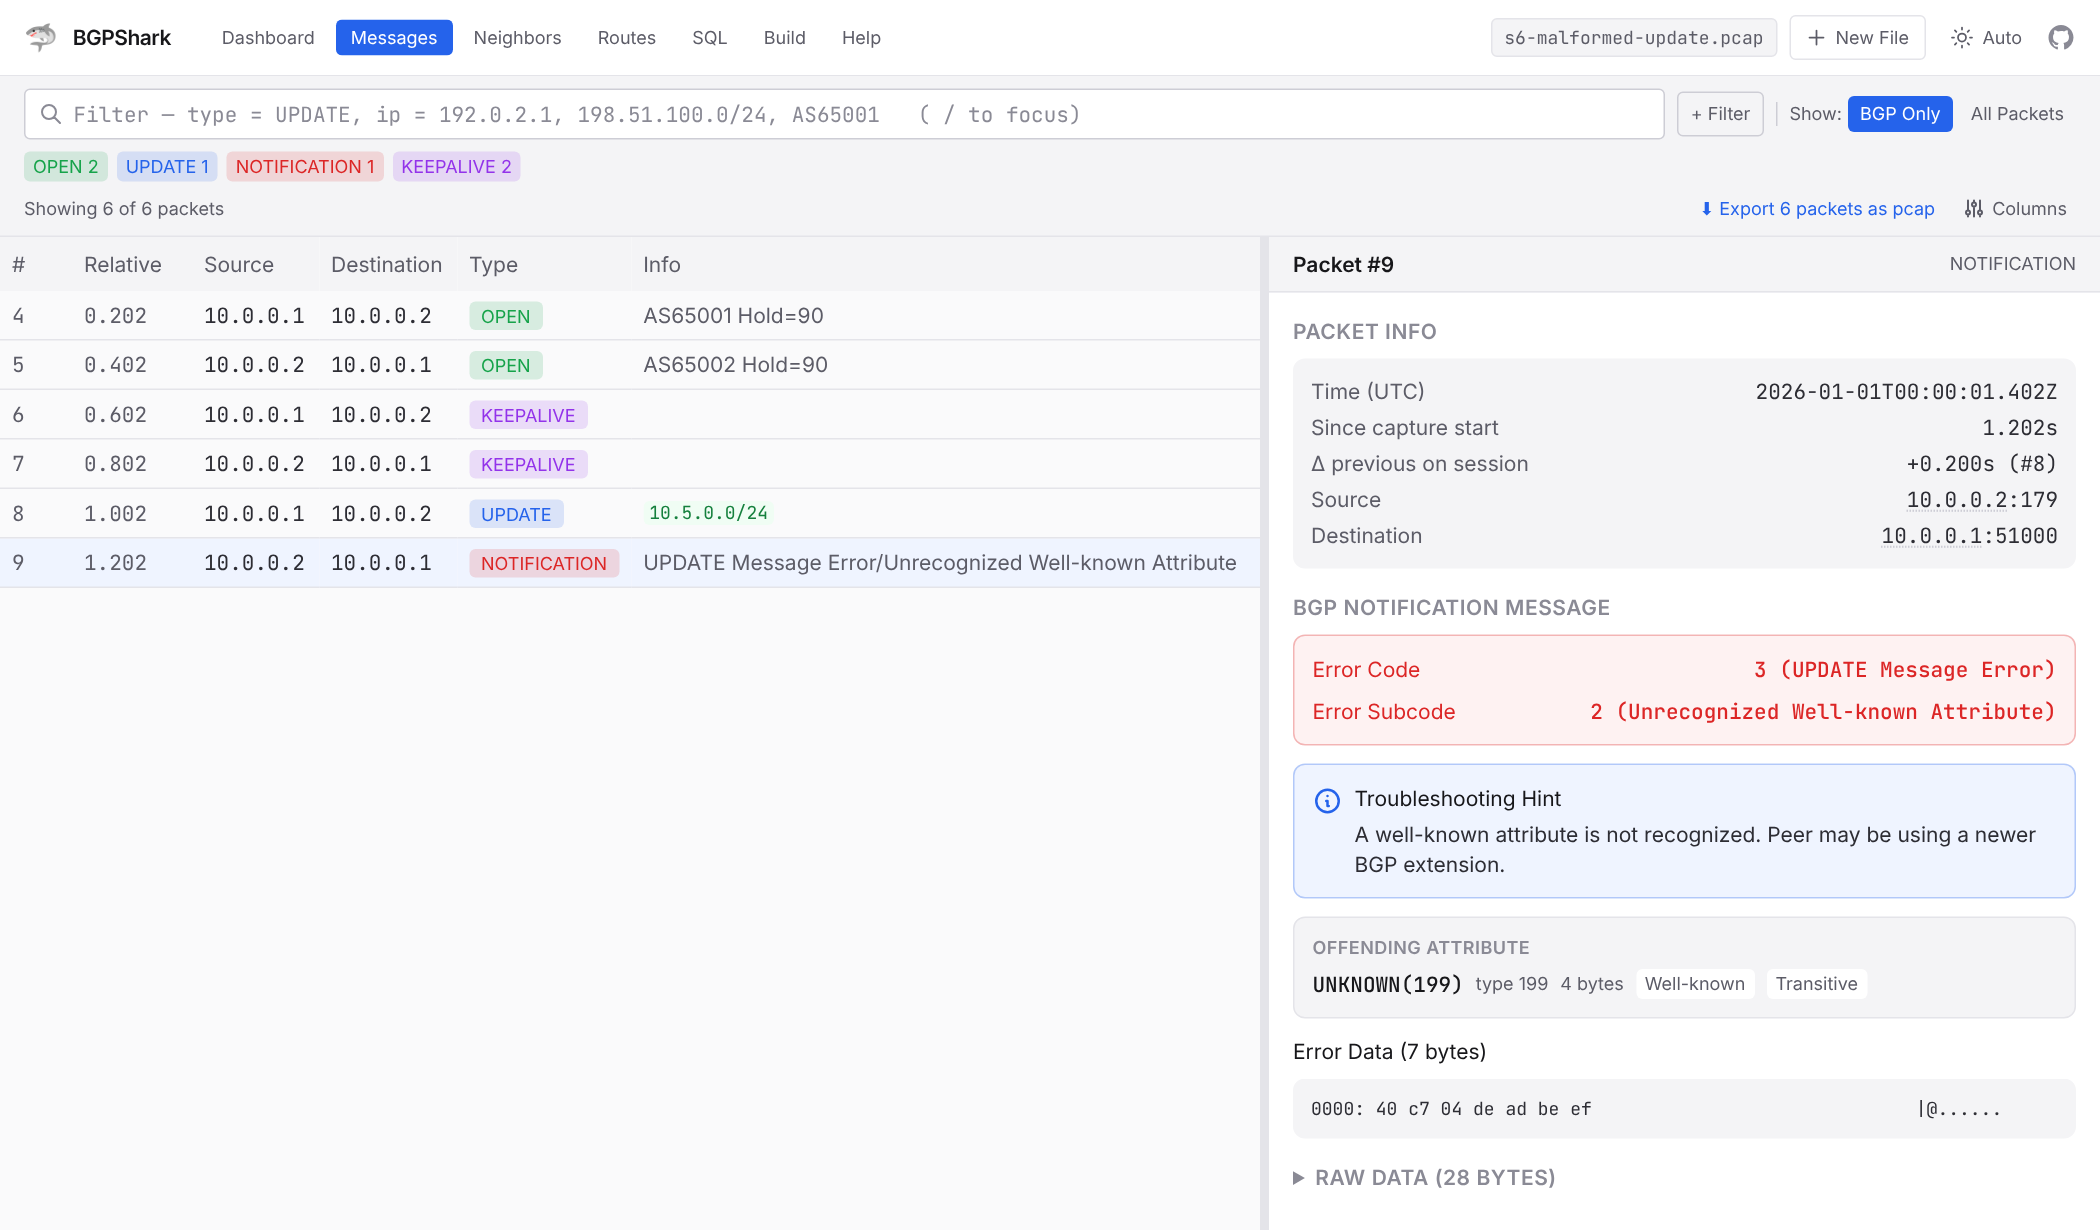 BGPShark Dashboard Messages Neighbors Routes SQL Build Help s6-malformed-update.pcap + New File Auto
Filter — type = UPDATE, ip = 192.0.2.1, 198.51.100.0/24, AS65001 ( / to focus) + Filter Show: BGP Only All Packets
OPEN 2 UPDATE 1 NOTIFICATION 1 KEEPALIVE 2
Showing 6 of 6 packets ⬇ Export 6 packets as pcap Columns
# Relative Source Destination Type Info
4 0.202 10.0.0.1 10.0.0.2 OPEN AS65001 Hold=90
5 0.402 10.0.0.2 10.0.0.1 OPEN AS65002 Hold=90
6 0.602 10.0.0.1 10.0.0.2 KEEPALIVE
7 0.802 10.0.0.2 10.0.0.1 KEEPALIVE
8 1.002 10.0.0.1 10.0.0.2 UPDATE 10.5.0.0/24
9 1.202 10.0.0.2 10.0.0.1 NOTIFICATION UPDATE Message Error/Unrecognized Well-known Attribute
Packet #9 NOTIFICATION
PACKET INFO
Time (UTC) 2026-01-01T00:00:01.402Z
Since capture start 1.202s
Δ previous on session +0.200s (#8)
Source 10.0.0.2:179
Destination 10.0.0.1:51000
BGP NOTIFICATION MESSAGE
Error Code 3 (UPDATE Message Error)
Error Subcode 2 (Unrecognized Well-known Attribute)
Troubleshooting Hint
A well-known attribute is not recognized. Peer may be using a newer
BGP extension.
OFFENDING ATTRIBUTE
UNKNOWN(199) type 199 4 bytes Well-known Transitive
Error Data (7 bytes)
0000: 40 c7 04 de ad be ef |@......
▶ RAW DATA (28 BYTES)